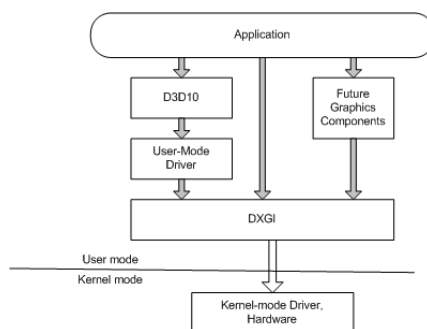 Application
D3D10
Future
Graphics
Components
User-Mode
Driver
DXGI
User mode
Kernel mode
Kernel-mode Driver,
Hardware